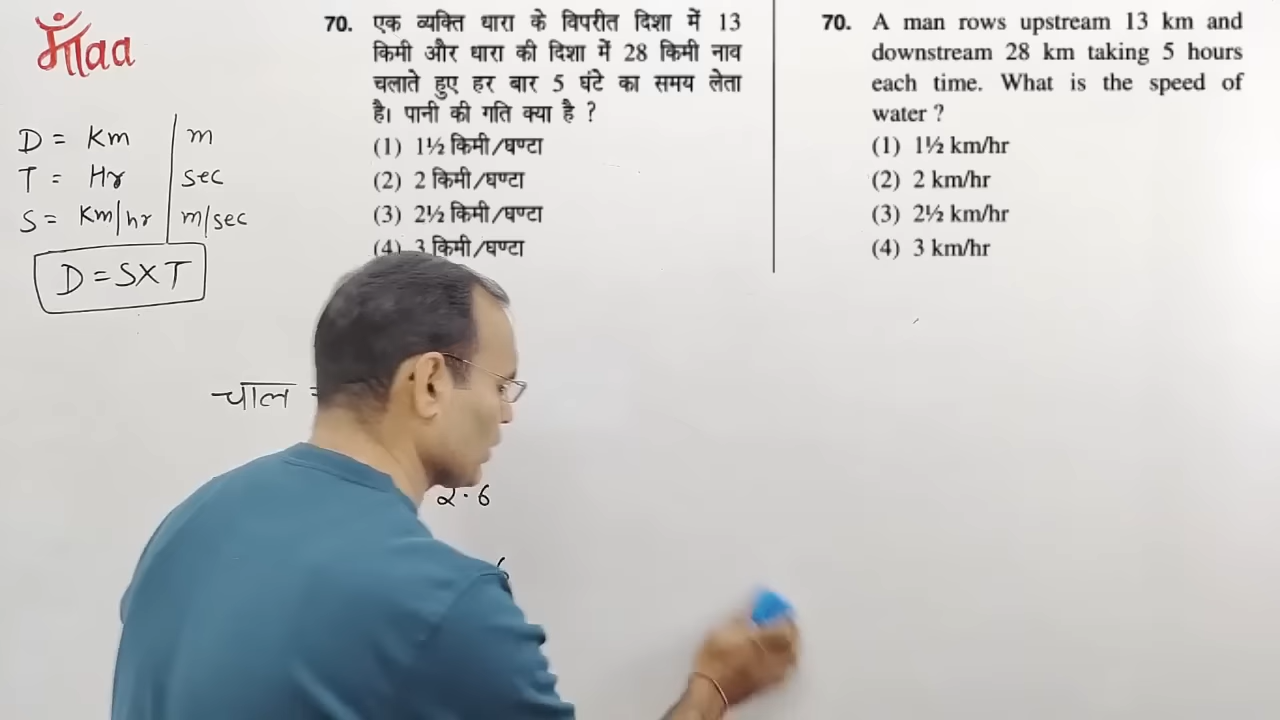 माँaa
D = Km | m
T = Hr | sec
S = Km/hr | m/sec
D = S X T
70. एक व्यक्ति धारा के विपरीत दिशा में 13
किमी और धारा की दिशा में 28 किमी नाव
चलाते हुए हर बार 5 घंटे का समय लेता
है। पानी की गति क्या है ?
(1) 1½ किमी/घण्टा
(2) 2 किमी/घण्टा
(3) 2½ किमी/घण्टा
(4) 3 किमी/घण्टा
70. A man rows upstream 13 km and
downstream 28 km taking 5 hours
each time. What is the speed of
water ?
(1) 1½ km/hr
(2) 2 km/hr
(3) 2½ km/hr
(4) 3 km/hr
चाल =
2.6